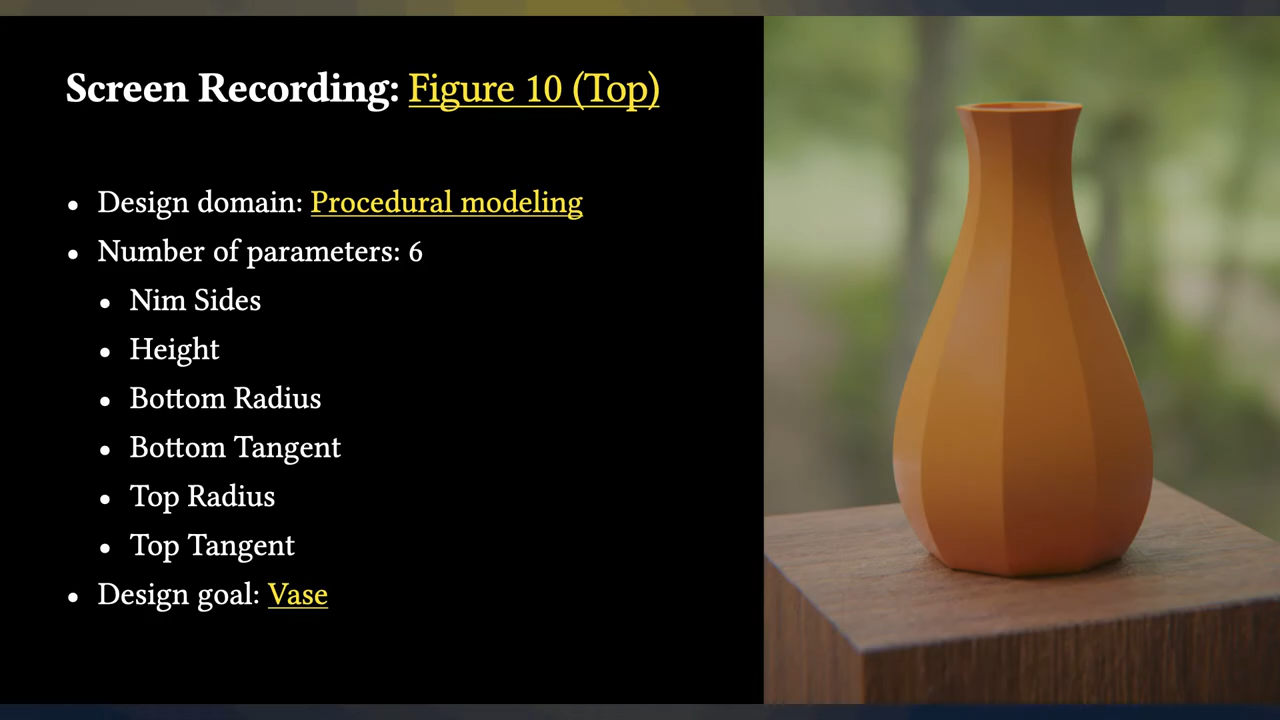 Screen Recording: Figure 10 (Top)
• Design domain: Procedural modeling
• Number of parameters: 6
• Nim Sides
• Height
• Bottom Radius
• Bottom Tangent
• Top Radius
• Top Tangent
• Design goal: Vase